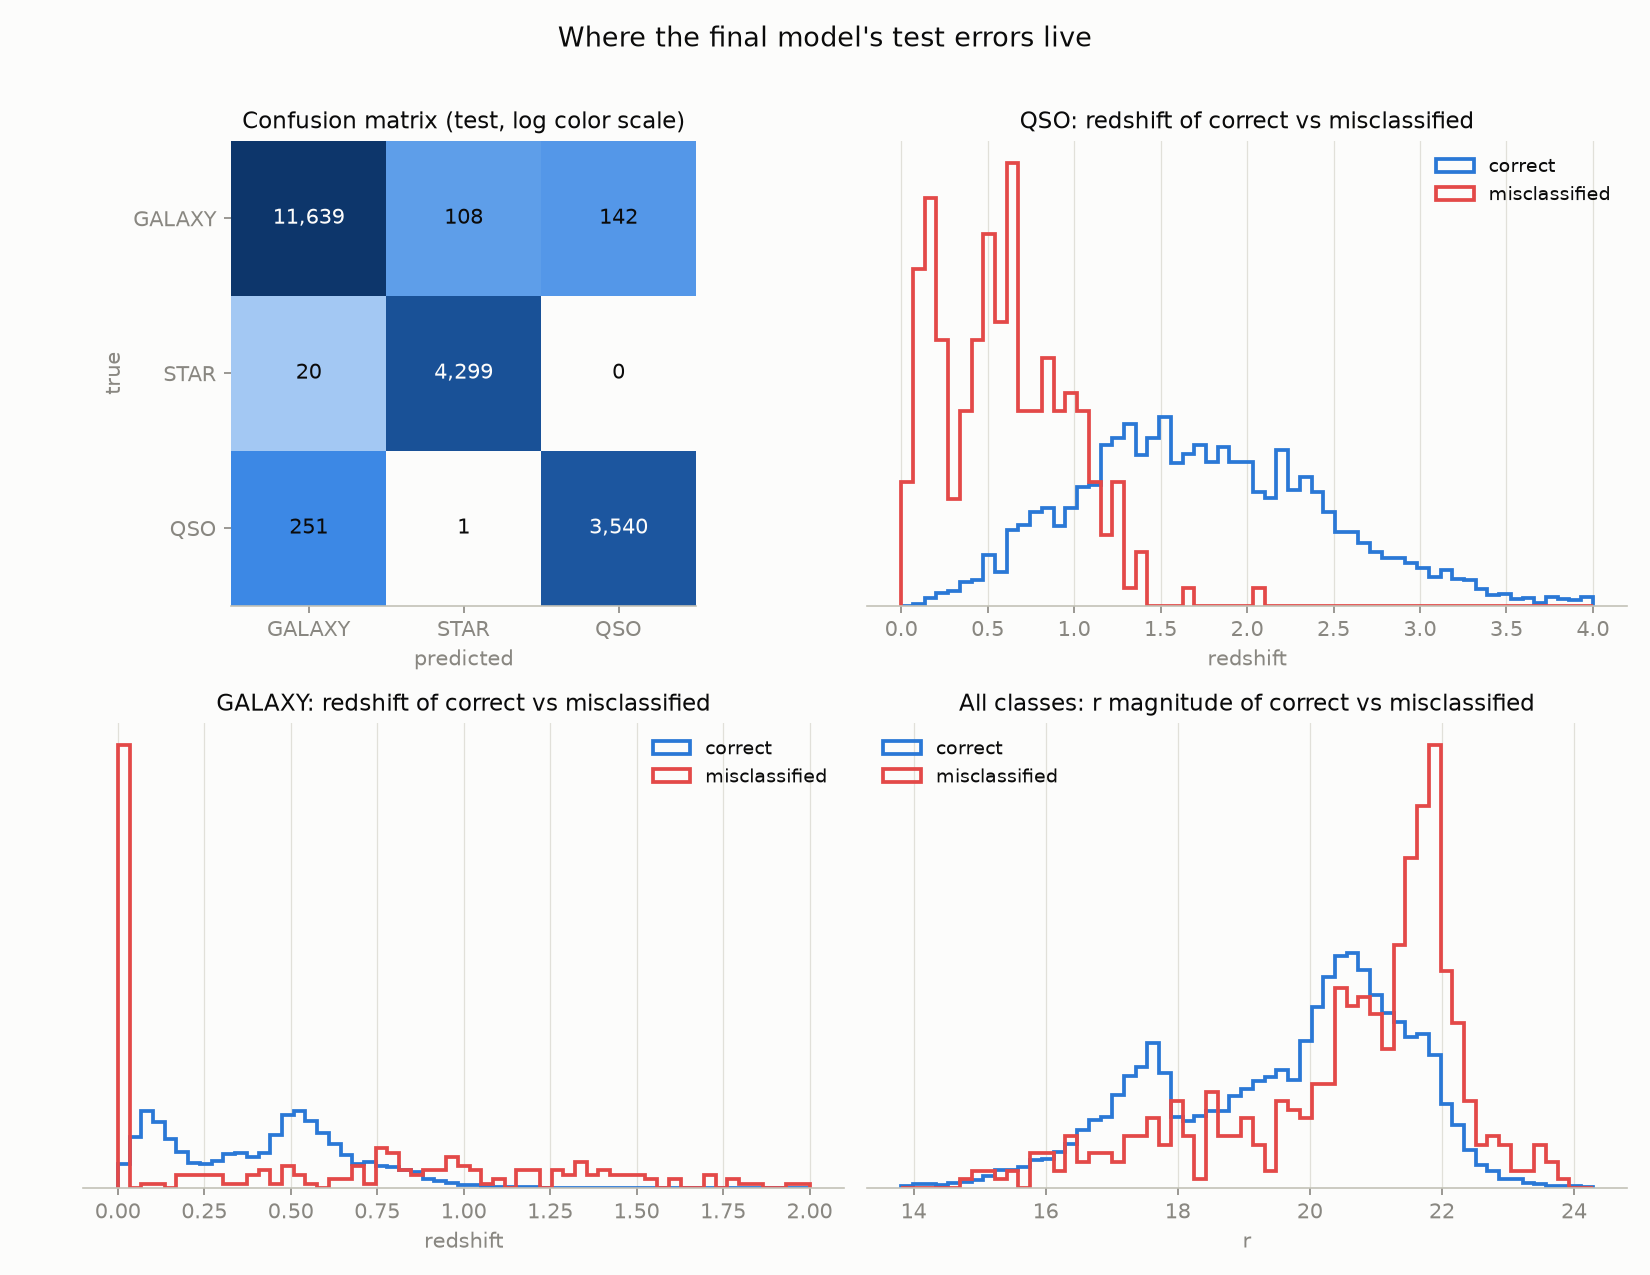 Where the final model's test errors live
Confusion matrix (test, log color scale)
true
GALAXY
11,639
108
142
STAR
20
4,299
0
QSO
251
1
3,540
GALAXY
STAR
QSO
predicted
QSO: redshift of correct vs misclassified
correct
misclassified
0.0
0.5
1.0
1.5
2.0
2.5
3.0
3.5
4.0
redshift
GALAXY: redshift of correct vs misclassified
correct
misclassified
0.00
0.25
0.50
0.75
1.00
1.25
1.50
1.75
2.00
redshift
All classes: r magnitude of correct vs misclassified
correct
misclassified
14
16
18
20
22
24
r